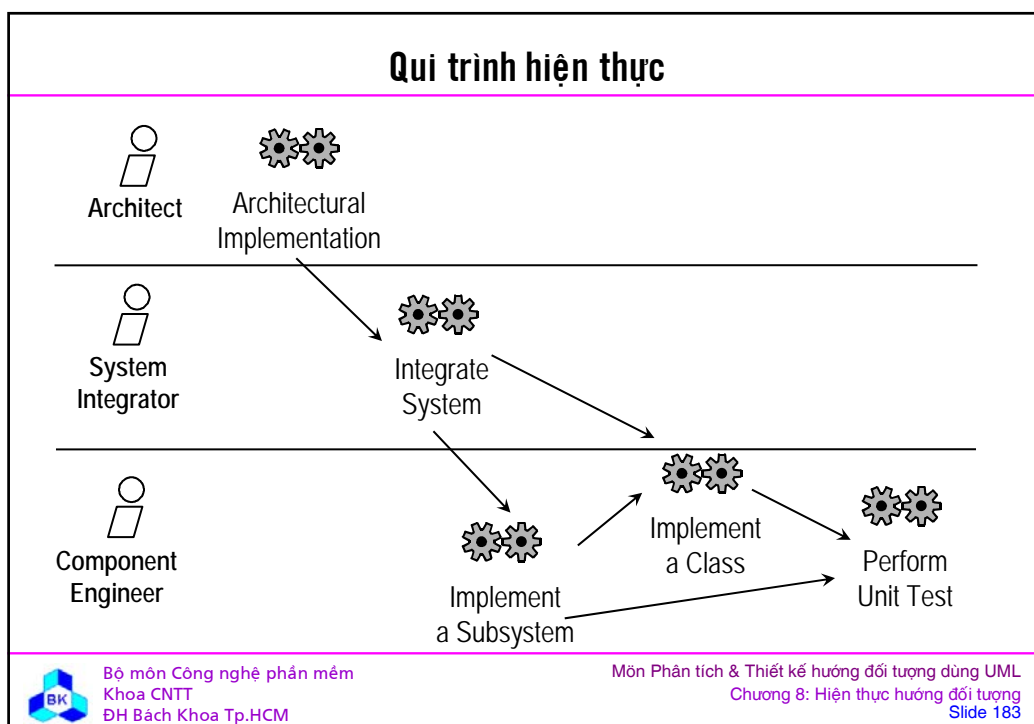 Qui trình hiện thực
Architect
Architectural
Implementation
System
Integrator
Integrate
System
Component
Engineer
Implement
a Subsystem
Implement
a Class
Perform
Unit Test
BK
Bộ môn Công nghệ phần mềm
Khoa CNTT
ĐH Bách Khoa Tp.HCM
Môn Phân tích & Thiết kế hướng đối tượng dùng UML
Chương 8: Hiện thực hướng đối tượng
Slide 183